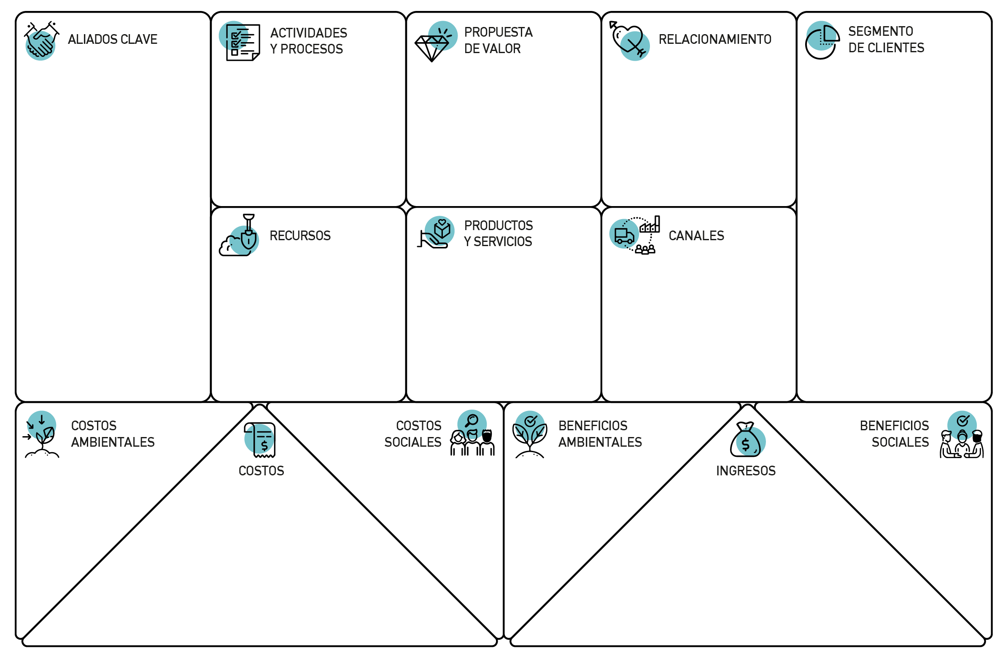 ALIADOS CLAVE
ACTIVIDADES
Y PROCESOS
PROPUESTA
DE VALOR
RELACIONAMIENTO
SEGMENTO
DE CLIENTES
RECURSOS
PRODUCTOS
Y SERVICIOS
CANALES
COSTOS
AMBIENTALES
$
COSTOS
COSTOS
SOCIALES
BENEFICIOS
AMBIENTALES
$
INGRESOS
BENEFICIOS
SOCIALES